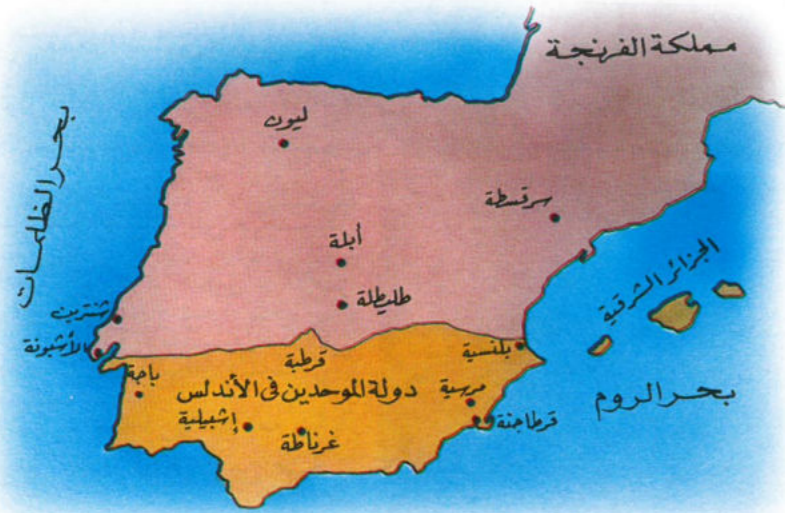 مملكة الفرنجة
ليون
بحر الظلمات
سرقسطة
أبلة
الجزائر الشرقية
طليطلة
شنترين
الأشبونة
بلنسية
قرطبة
باجة
دولة الموحدين فى الأندلس
مرسية
بحر الروم
إشبيلية
قرطاجنة
غرناطة